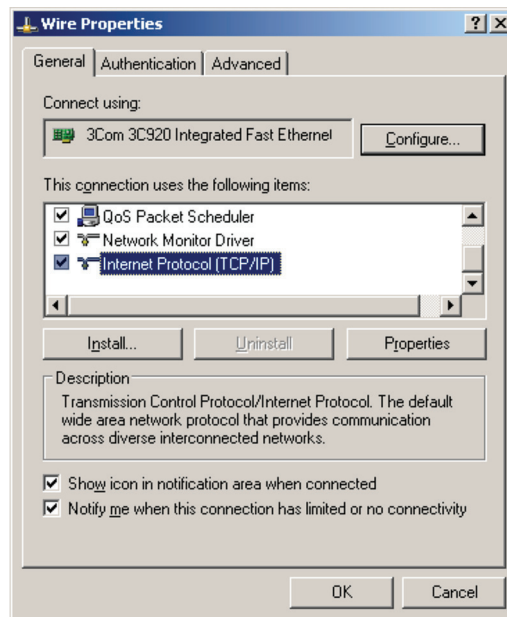 Wire Properties
General Authentication Advanced
Connect using:
3Com 3C920 Integrated Fast Ethernet
Configure...
This connection uses the following items:
QoS Packet Scheduler
Network Monitor Driver
Internet Protocol (TCP/IP)
Install... Uninstall Properties
Description
Transmission Control Protocol/Internet Protocol. The default
wide area network protocol that provides communication
across diverse interconnected networks.
Show icon in notification area when connected
Notify me when this connection has limited or no connectivity
OK Cancel